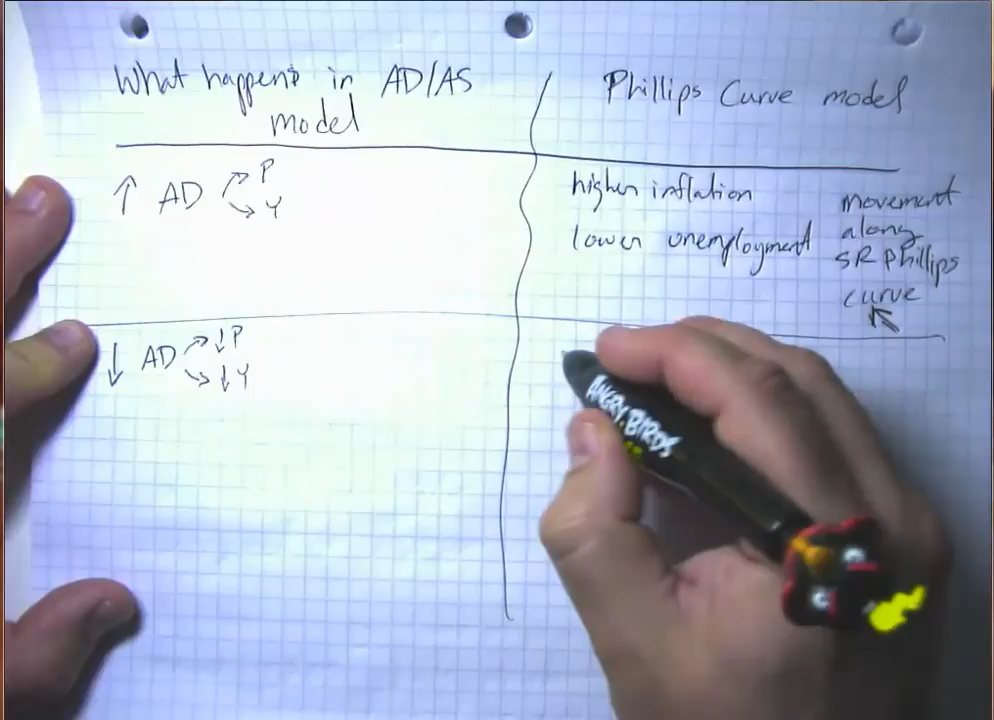 What happens in AD/AS
model
Phillips Curve model
↑ AD ↗ P
↘ Y
higher inflation
lower unemployment
movement
along
SR Phillips
curve
↖
↓ AD ↗ ↓ P
↘ ↓ Y
ANGRY BIRDS